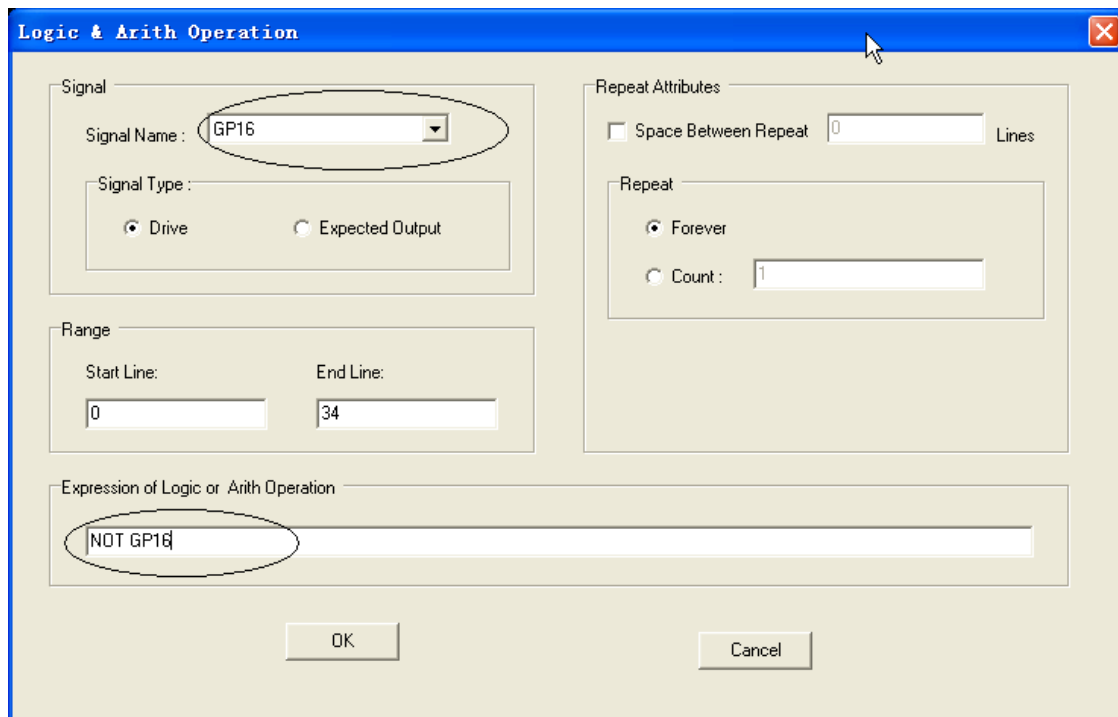 Logic & Arith Operation
Signal
Signal Name :
GP16
Signal Type :
Drive
Expected Output
Range
Start Line:
End Line:
0
34
Repeat Attributes
Space Between Repeat
0
Lines
Repeat
Forever
Count :
1
Expression of Logic or Arith Operation
NOT GP16
OK
Cancel